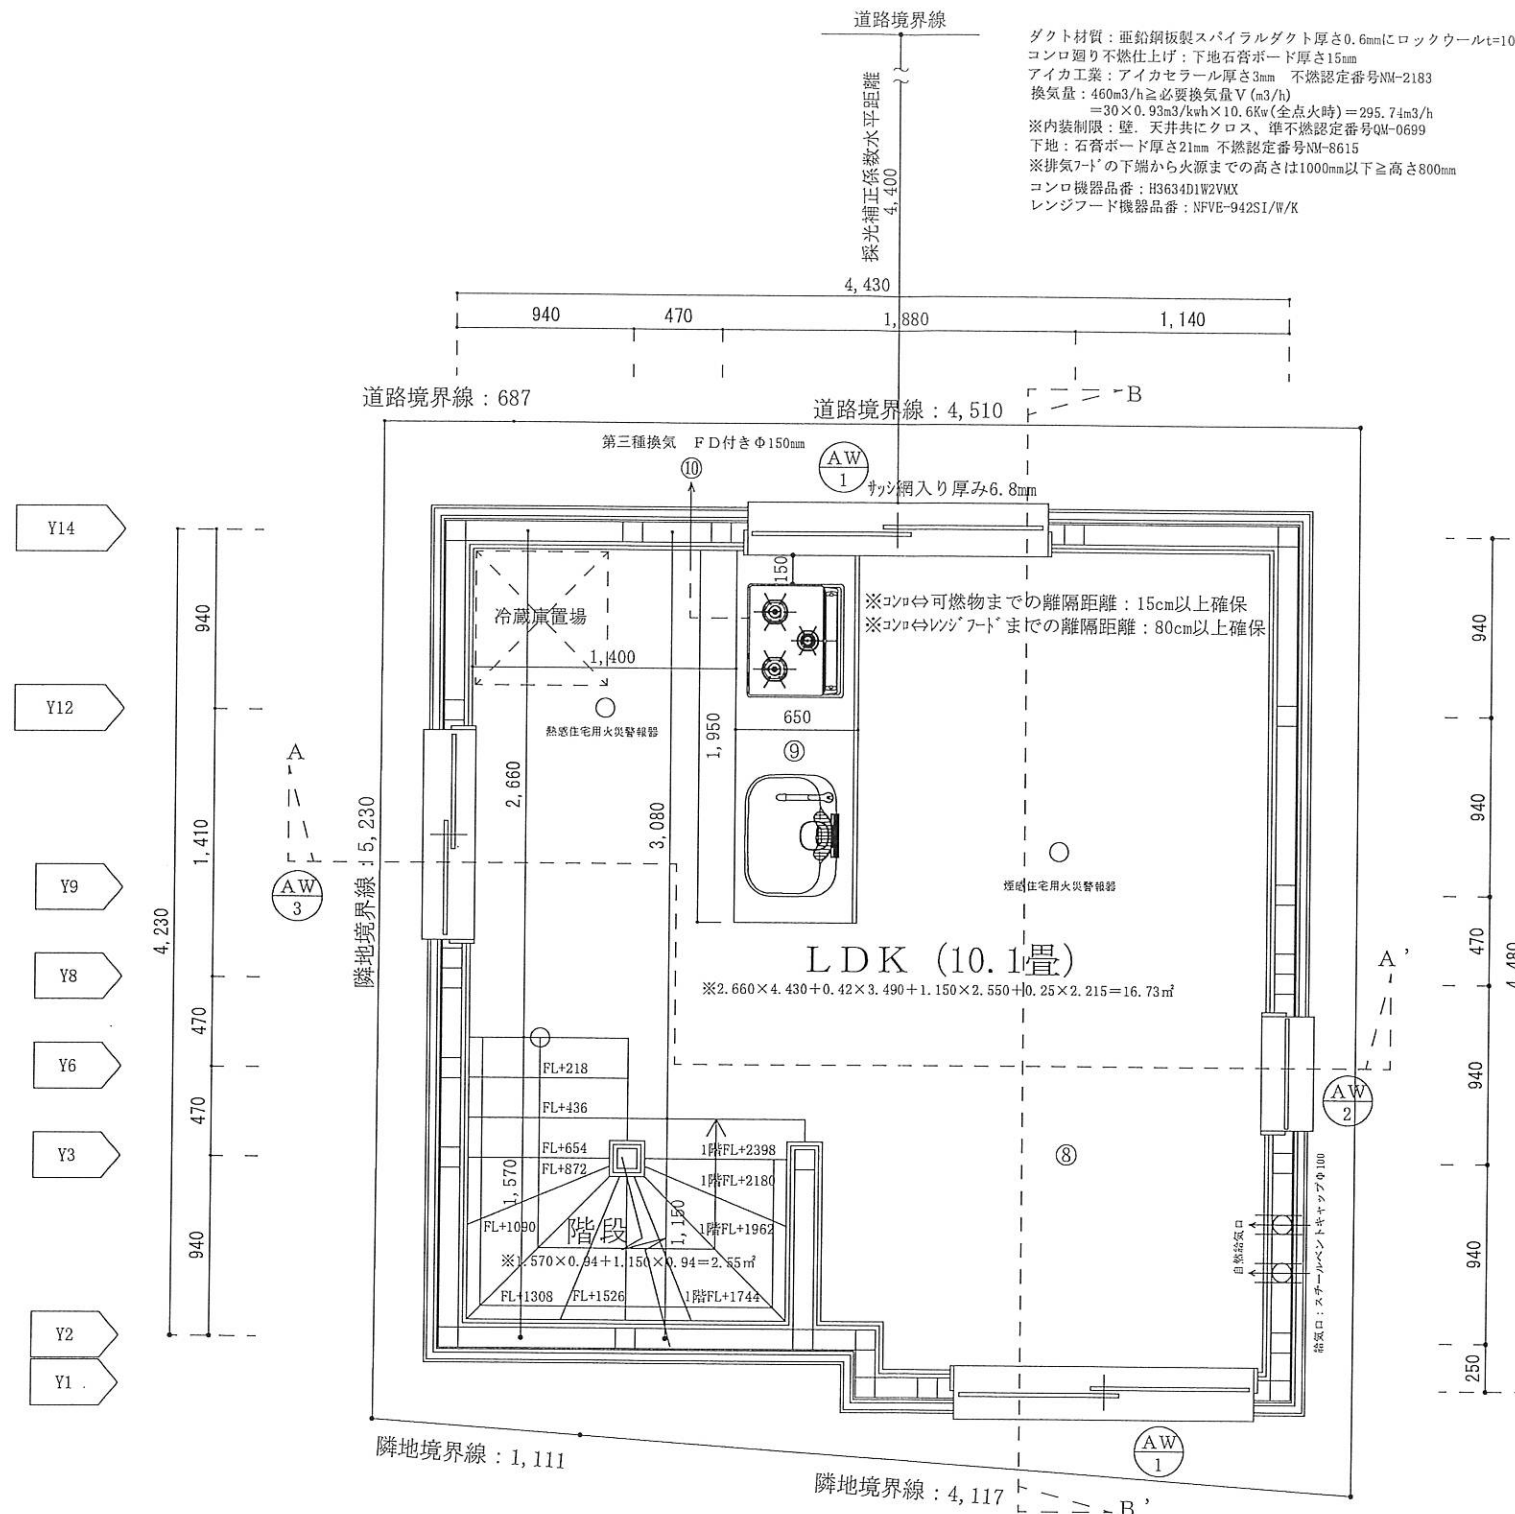 道路境界線
ダクト材質：亜鉛鋼板製スパイラルダクト厚さ0.6mmにロックウールt=10
コンロ廻り不燃仕上げ：下地石膏ボード厚さ15mm
アイカ工業：アイカセラール厚さ3mm 不燃認定番号NM-2183
換気量：460m3/h≧必要換気量V(m3/h)
＝30×0.93m3/kwh×10.6Kw(全点火時)＝295.74m3/h
※内装制限：壁．天井共にクロス、準不燃認定番号QM-0699
下地：石膏ボード厚さ21mm 不燃認定番号NM-8615
※排気ﾌｰﾄﾞの下端から火源までの高さは1000mm以下≧高さ800mm
コンロ機器品番：H3634D1W2VMX
レンジフード機器品番：NFVE-942SI/W/K
採光補正係数水平距離
4,400
4,430
940
470
1,880
1,140
道路境界線：687
道路境界線：4,510
B
第三種換気 ＦＤ付きΦ150mm
⑩
AW
1
ｻｯｼ網入り厚み6.8mm
Y14
Y12
Y9
Y8
Y6
Y3
Y2
Y1
4,230
940
1,410
470
470
940
隣地境界線：5,230
A
AW
3
冷蔵庫置場
1,400
熱感住宅用火災警報器
2,660
3,080
1,950
150
650
⑨
※ｺﾝﾛ⇔可燃物までの離隔距離：15cm以上確保
※ｺﾝﾛ⇔ﾚﾝｼﾞﾌｰﾄﾞまでの離隔距離：80cm以上確保
煙感住宅用火災警報器
ＬＤＫ（10.1畳）
※2.660×4.430＋0.42×3.490＋1.150×2.550＋0.25×2.215＝16.73㎡
A'
AW
2
⑧
FL+218
FL+436
FL+654
FL+872
FL+1090
FL+1308
FL+1526
1階FL+1744
1階FL+1962
1階FL+2180
1階FL+2398
1,570
1,150
階段
※1.570×0.94＋1.150×0.94＝2.55㎡
自然給気口
給気口：スチールベントキャップΦ100
940
940
470
940
940
250
4,480
AW
1
隣地境界線：1,111
隣地境界線：4,117
B'